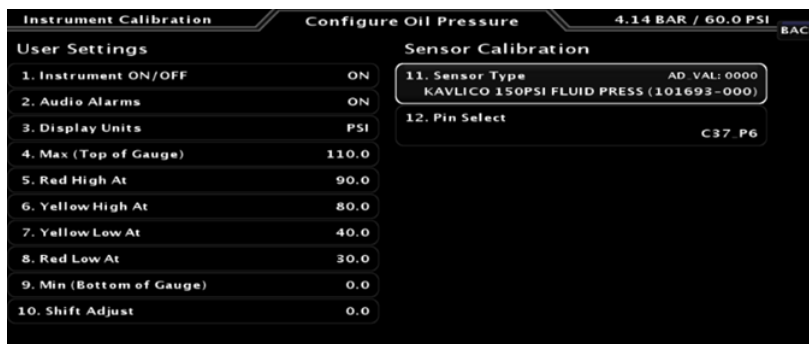 Instrument Calibration
Configure Oil Pressure
4.14 BAR / 60.0 PSI
BAC
User Settings
1. Instrument ON/OFF ON
2. Audio Alarms ON
3. Display Units PSI
4. Max (Top of Gauge) 110.0
5. Red High At 90.0
6. Yellow High At 80.0
7. Yellow Low At 40.0
8. Red Low At 30.0
9. Min (Bottom of Gauge) 0.0
10. Shift Adjust 0.0
Sensor Calibration
11. Sensor Type AD_VAL: 0000
KAVLICO 150PSI FLUID PRESS (101693-000)
12. Pin Select
C37_P6